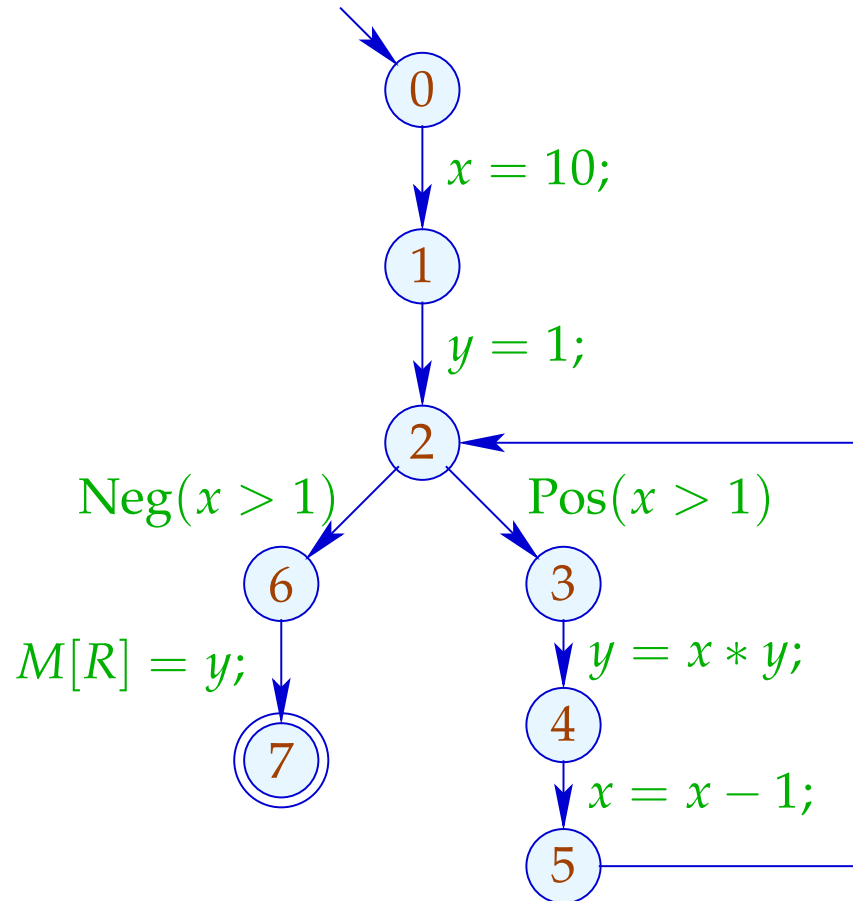 0
x = 10;
1
y = 1;
2
Neg(x > 1) Pos(x > 1)
6 3
M[R] = y; y = x ∗ y;
7 4
x = x − 1;
5